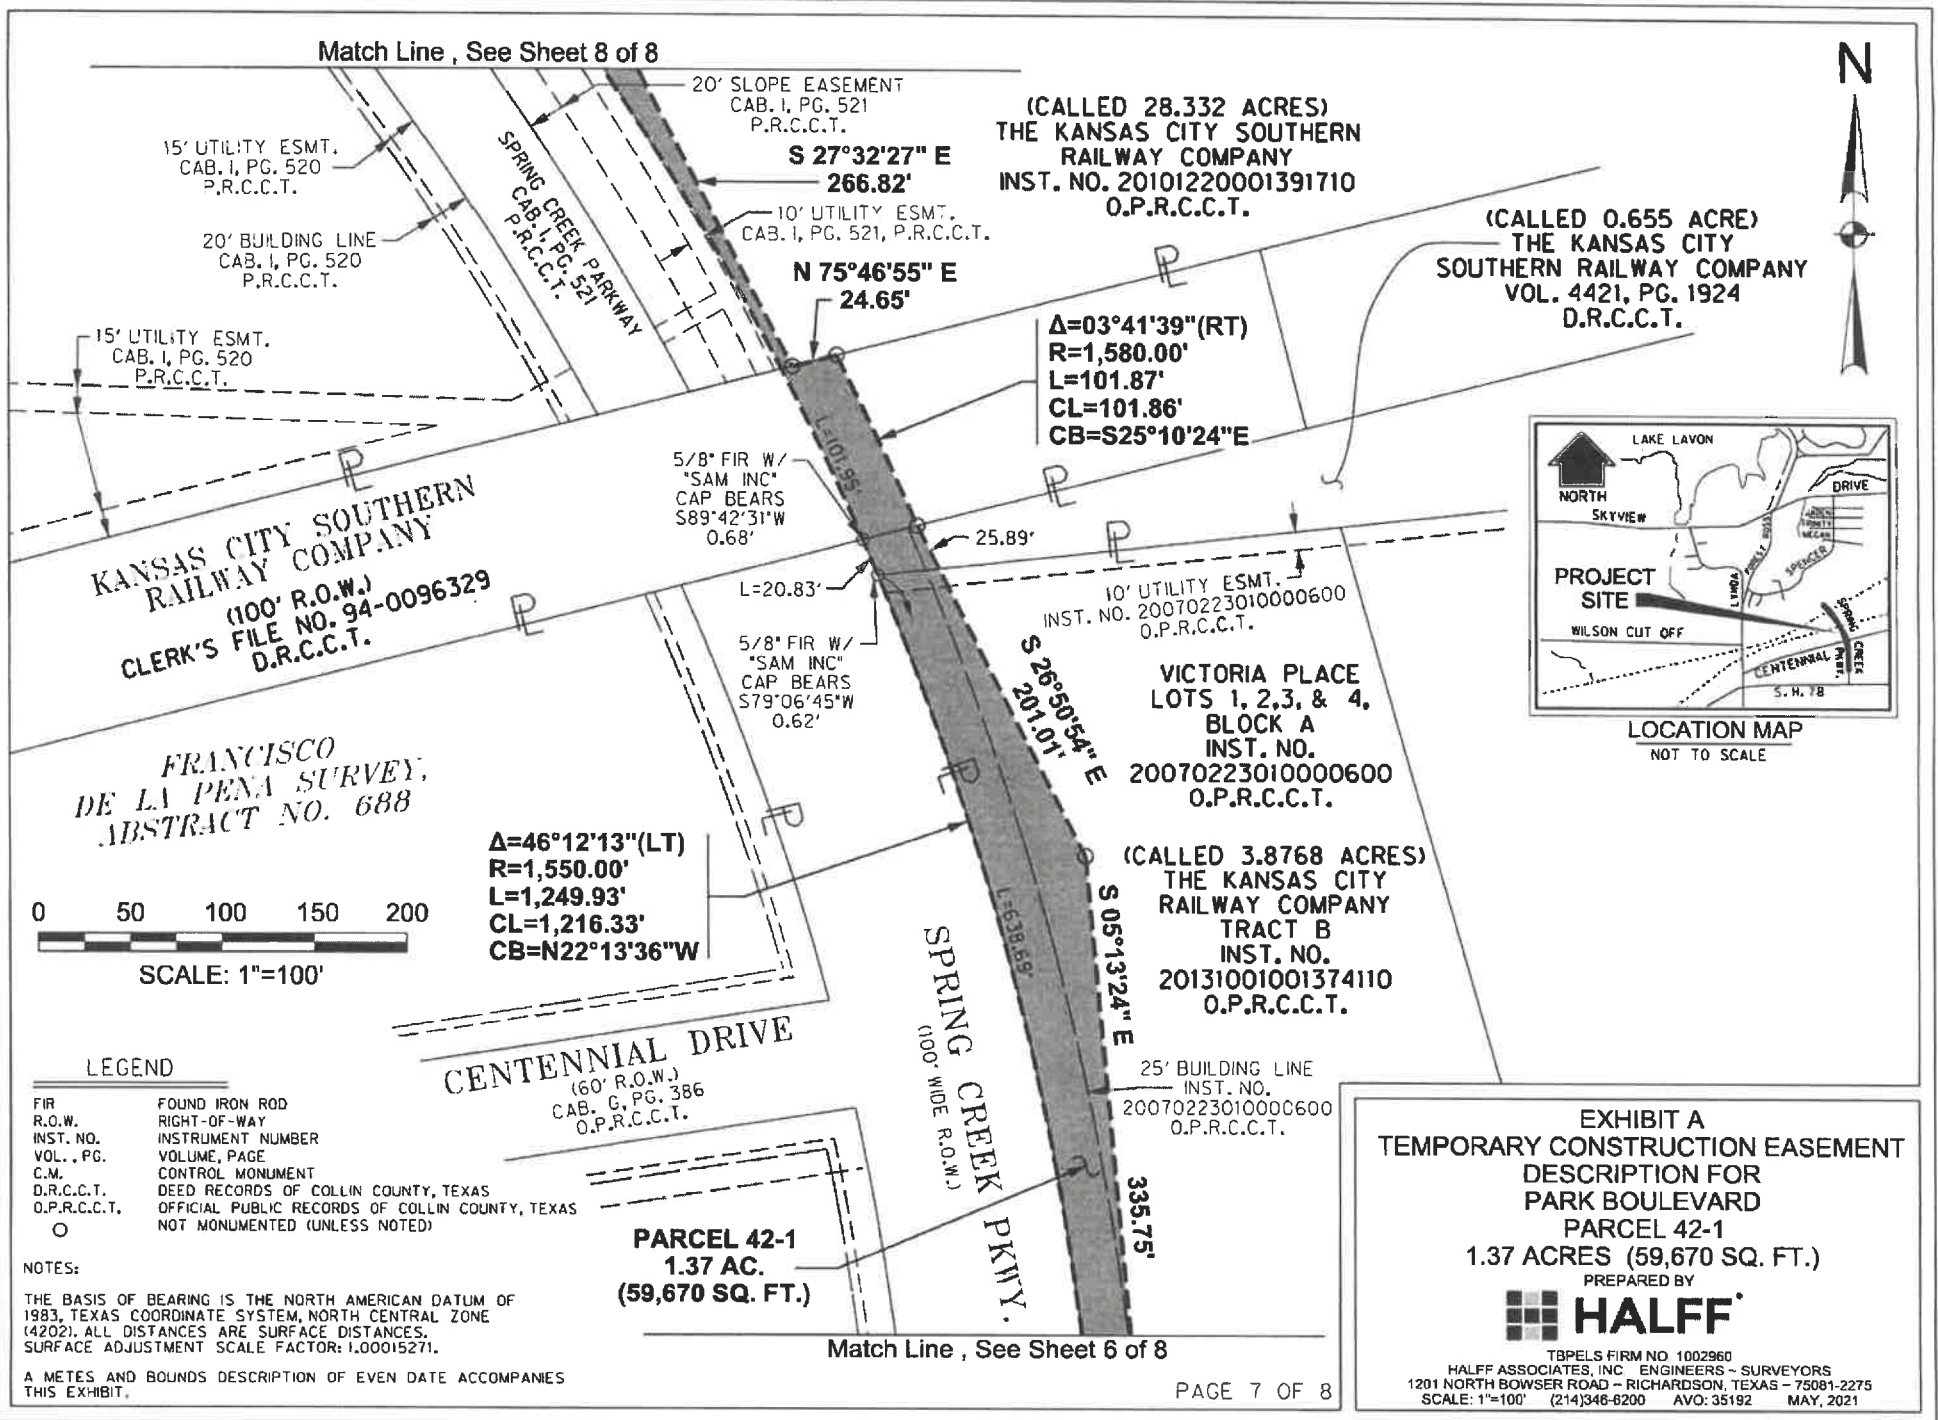 Match Line , See Sheet 8 of 8
20' SLOPE EASEMENT
CAB. I, PG. 521
P.R.C.C.T.
S 27°32'27" E
266.82'
10' UTILITY ESMT.
CAB. I, PG. 521, P.R.C.C.T.
N 75°46'55" E
24.65'
(CALLED 28.332 ACRES)
THE KANSAS CITY SOUTHERN
RAILWAY COMPANY
INST. NO. 20101220001391710
O.P.R.C.C.T.
N
15' UTILITY ESMT.
CAB. I, PG. 520
P.R.C.C.T.
20' BUILDING LINE
CAB. I, PG. 520
P.R.C.C.T.
15' UTILITY ESMT.
CAB. I, PG. 520
P.R.C.C.T.
SPRING CREEK PARKWAY
CAB. I, PG. 521
P.R.C.C.T.
(CALLED 0.655 ACRE)
THE KANSAS CITY
SOUTHERN RAILWAY COMPANY
VOL. 4421, PG. 1924
D.R.C.C.T.
Δ=03°41'39"(RT)
R=1,580.00'
L=101.87'
CL=101.86'
CB=S25°10'24"E
L=101.95'
5/8" FIR W/
"SAM INC"
CAP BEARS
S89°42'31"W
0.68'
25.89'
L=20.83'
10' UTILITY ESMT.
INST. NO. 20070223010000600
O.P.R.C.C.T.
5/8" FIR W/
"SAM INC"
CAP BEARS
S79°06'45"W
0.62'
KANSAS CITY SOUTHERN
RAILWAY COMPANY
(100' R.O.W.)
CLERK'S FILE NO. 94-0096329
D.R.C.C.T.
LAKE LAVON
NORTH
SKYVIEW
DRIVE
SPENCER
PROJECT
SITE
WILSON CUT OFF
SPRING
CREEK
PKWY.
CENTENNIAL
S. H. 78
LOCATION MAP
NOT TO SCALE
S 26°50'54" E
201.01'
VICTORIA PLACE
LOTS 1, 2,3, & 4,
BLOCK A
INST. NO.
20070223010000600
O.P.R.C.C.T.
FRANCISCO
DE LA PENA SURVEY,
ABSTRACT NO. 688
Δ=46°12'13"(LT)
R=1,550.00'
L=1,249.93'
CL=1,216.33'
CB=N22°13'36"W
L=638.69'
S 05°13'24" E
335.75'
(CALLED 3.8768 ACRES)
THE KANSAS CITY
RAILWAY COMPANY
TRACT B
INST. NO.
20131001001374110
O.P.R.C.C.T.
0 50 100 150 200
SCALE: 1"=100'
CENTENNIAL DRIVE
(60' R.O.W.)
CAB. G, PG. 386
O.P.R.C.C.T.
SPRING CREEK PKWY.
(100' WIDE R.O.W.)
25' BUILDING LINE
INST. NO.
20070223010000600
O.P.R.C.C.T.
PARCEL 42-1
1.37 AC.
(59,670 SQ. FT.)
LEGEND
FIR FOUND IRON ROD
R.O.W. RIGHT-OF-WAY
INST. NO. INSTRUMENT NUMBER
VOL., PG. VOLUME, PAGE
C.M. CONTROL MONUMENT
D.R.C.C.T. DEED RECORDS OF COLLIN COUNTY, TEXAS
O.P.R.C.C.T. OFFICIAL PUBLIC RECORDS OF COLLIN COUNTY, TEXAS
NOT MONUMENTED (UNLESS NOTED)
NOTES:
THE BASIS OF BEARING IS THE NORTH AMERICAN DATUM OF
1983, TEXAS COORDINATE SYSTEM, NORTH CENTRAL ZONE
(4202). ALL DISTANCES ARE SURFACE DISTANCES.
SURFACE ADJUSTMENT SCALE FACTOR: 1.00015271.
A METES AND BOUNDS DESCRIPTION OF EVEN DATE ACCOMPANIES
THIS EXHIBIT.
Match Line , See Sheet 6 of 8
PAGE 7 OF 8
EXHIBIT A
TEMPORARY CONSTRUCTION EASEMENT
DESCRIPTION FOR
PARK BOULEVARD
PARCEL 42-1
1.37 ACRES (59,670 SQ. FT.)
PREPARED BY
HALFF
TBPELS FIRM NO. 1002960
HALFF ASSOCIATES, INC ENGINEERS ~ SURVEYORS
1201 NORTH BOWSER ROAD ~ RICHARDSON, TEXAS ~ 75081-2275
SCALE: 1"=100' (214)346-6200 AVO: 35192 MAY, 2021